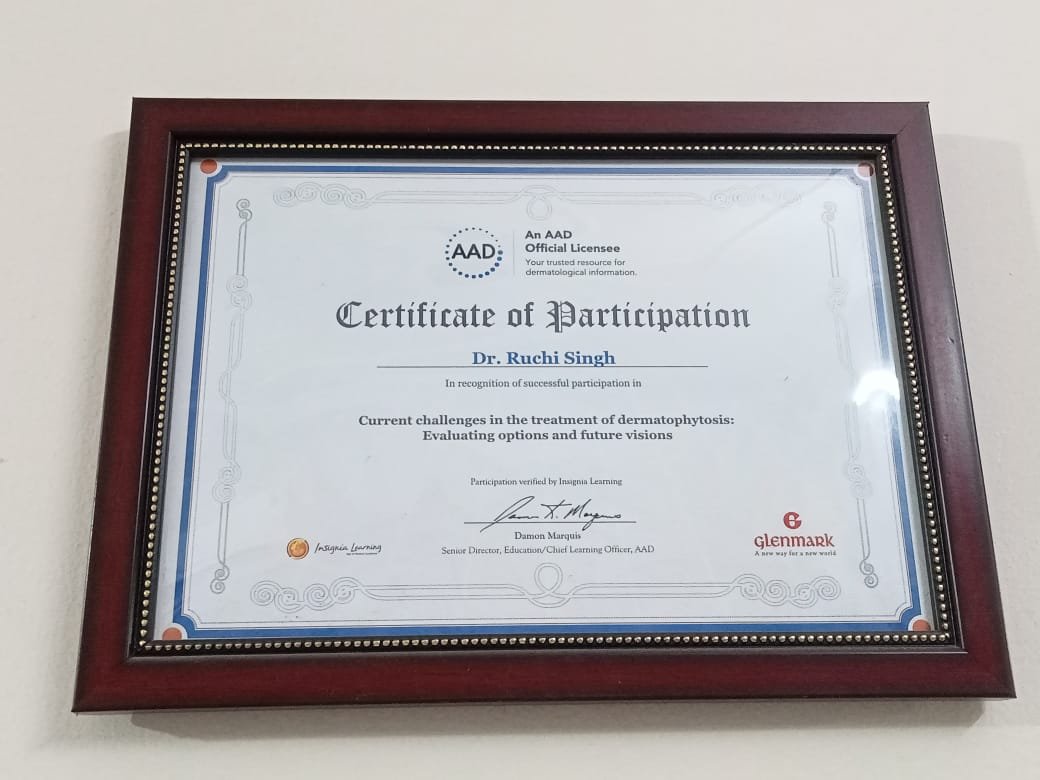 AAD
An AAD
Official Licensee
Your trusted resource for
dermatological information.
Certificate of Participation
Dr. Ruchi Singh
In recognition of successful participation in
Current challenges in the treatment of dermatophytosis:
Evaluating options and future visions
Participation verified by Insignia Learning
Damon Marquis
Senior Director, Education/Chief Learning Officer, AAD
Insignia Learning
Glenmark
A new way for a new world